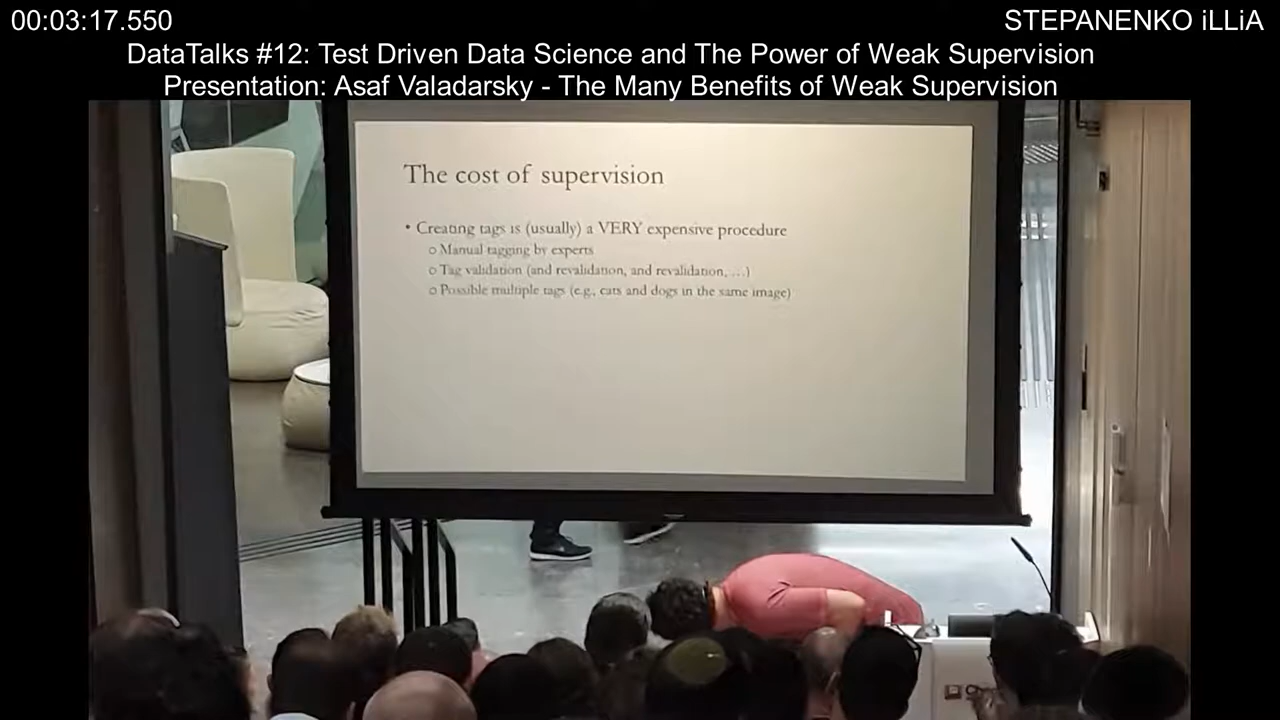 00:03:17.550
STEPANENKO iLLiA
DataTalks #12: Test Driven Data Science and The Power of Weak Supervision
Presentation: Asaf Valadarsky - The Many Benefits of Weak Supervision
The cost of supervision
• Creating tags is (usually) a VERY expensive procedure
o Manual tagging by experts
o Tag validation (and revalidation, and revalidation, …)
o Possible multiple tags (e.g., cats and dogs in the same image)